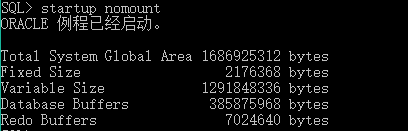 SQL> startup nomount
ORACLE 例程已经启动。
Total System Global Area 1686925312 bytes
Fixed Size 2176368 bytes
Variable Size 1291848336 bytes
Database Buffers 385875968 bytes
Redo Buffers 7024640 bytes